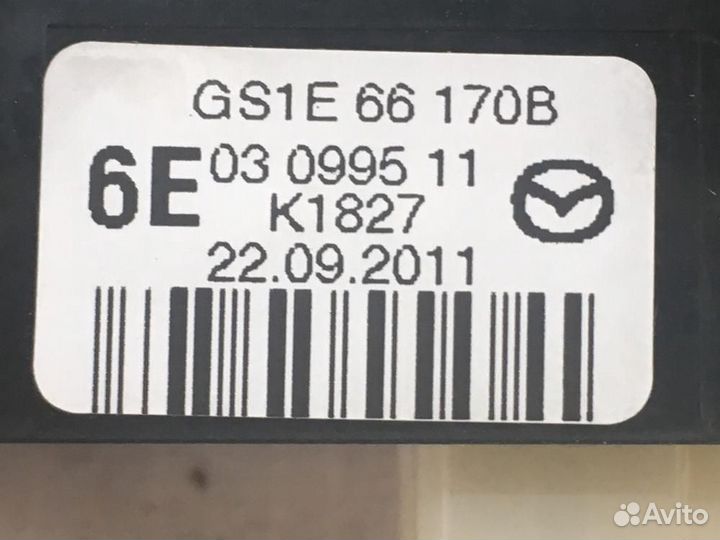 GS1E 66 170B
6E 03 0995 11
K1827
22.09.2011
Avito